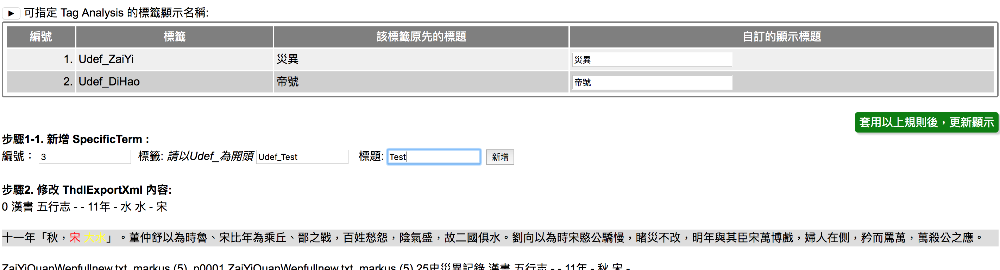 ▶ 可指定 Tag Analysis 的標籤顯示名稱:
編號 標籤 該標籤原先的標題 自訂的顯示標題
1. Udef_ZaiYi 災異 災異
2. Udef_DiHao 帝號 帝號
套用以上規則後，更新顯示
步驟1-1. 新增 SpecificTerm :
編號： 3 標籤: 請以Udef_為開頭 Udef_Test 標題: Test 新增
步驟2. 修改 ThdlExportXml 內容:
0 漢書 五行志 - - 11年 - 水 水 - 宋
十一年「秋，宋 大水」。董仲舒以為時魯、宋比年為乘丘、鄑之戰，百姓愁怨，陰氣盛，故二國俱水。劉向以為時宋愍公驕慢，睹災不改，明年與其臣宋萬博戲，婦人在側，矜而罵萬，萬殺公之應。
ZaiYiQuanWenfullnew.txt_markus (5)_p0001 ZaiYiQuanWenfullnew.txt_markus (5) 25史災異記錄 漢書 五行志 - - 11年 - 秋 宋 -